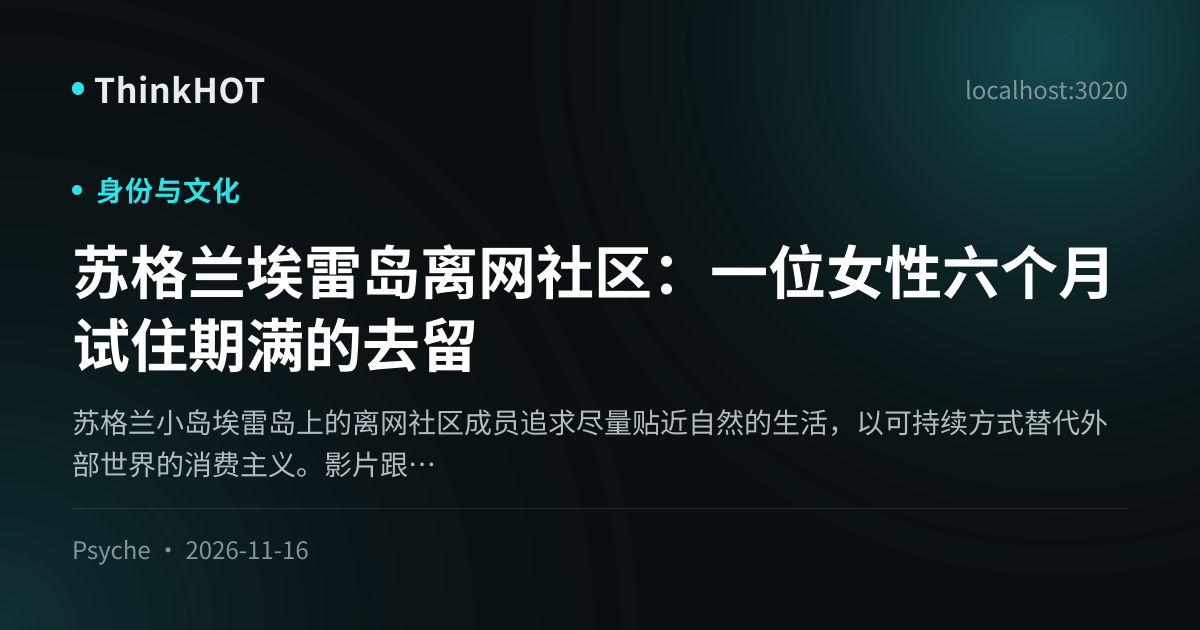 ThinkHOT
localhost:3020
身份与文化
苏格兰埃雷岛离网社区：一位女性六个月
试住期满的去留
苏格兰小岛埃雷岛上的离网社区成员追求尽量贴近自然的生活，以可持续方式替代外
部世界的消费主义。影片跟…
Psyche · 2026-11-16